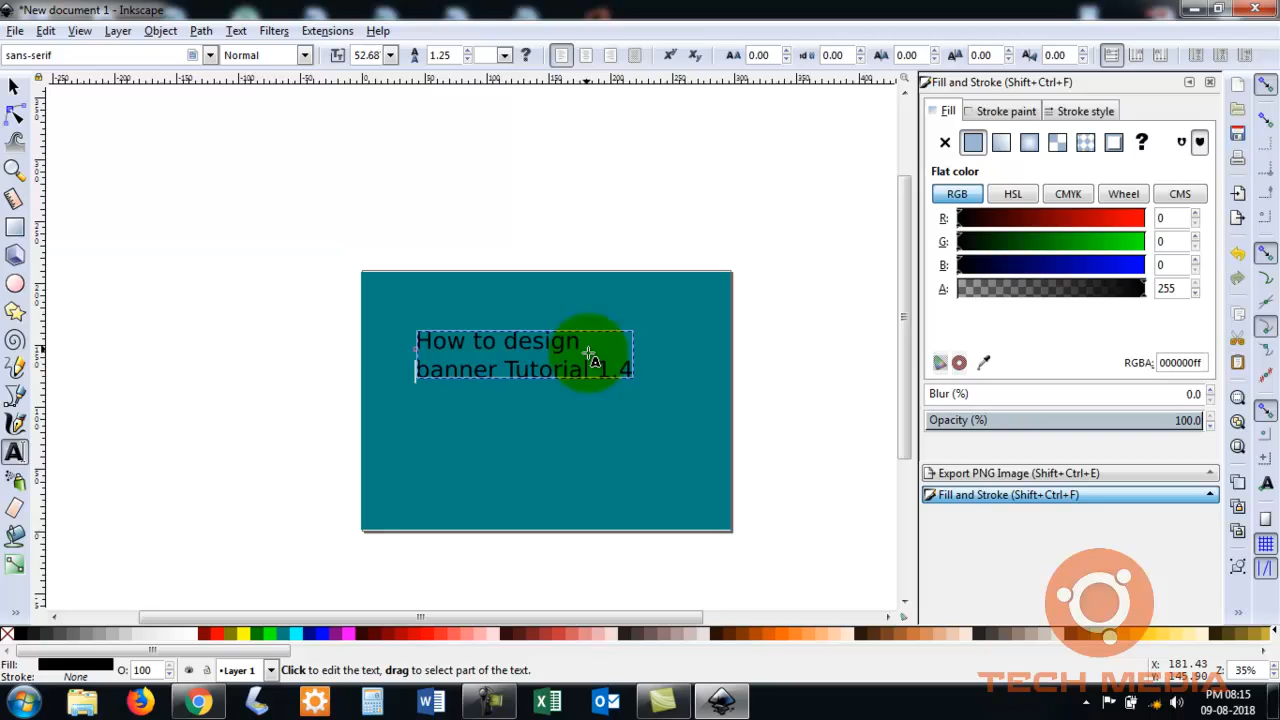 *New document 1 - Inkscape
File Edit View Layer Object Path Text Filters Extensions Help
sans-serif Normal 52.68 1.25 0.00 0.00 0.00 0.00 0.00
Fill and Stroke (Shift+Ctrl+F)
Fill Stroke paint Stroke style
Flat color
RGB HSL CMYK Wheel CMS
R: 0
G: 0
B: 0
A: 255
RGBA: 000000ff
Blur (%) 0.0
Opacity (%) 100.0
Export PNG Image (Shift+Ctrl+E)
Fill and Stroke (Shift+Ctrl+F)
How to design
banner Tutorial 1.4
Fill: O: 100 Layer 1 Click to edit the text, drag to select part of the text. X: 181.43 Z: 35%
Stroke: None Y: 145.90
TECH MEDIA
PM 08:15
09-08-2018